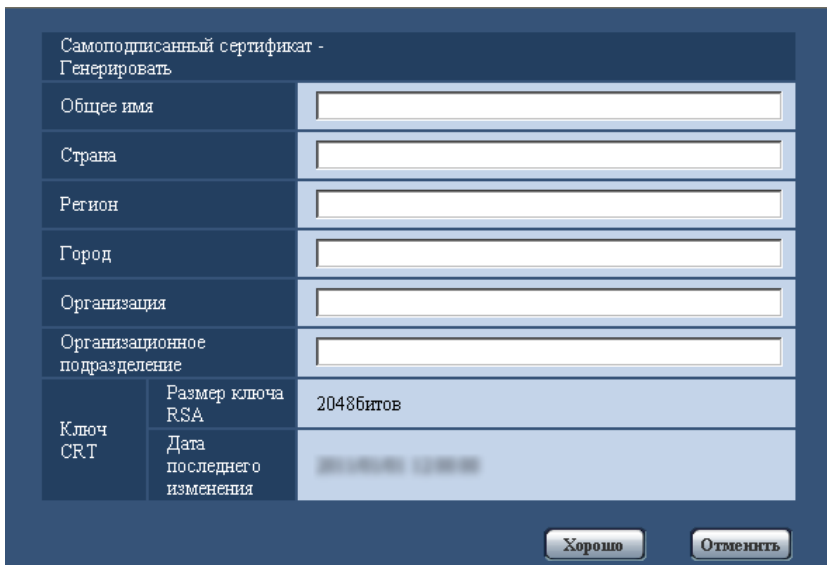 Самоподписанный сертификат -
Генерировать
Общее имя
Страна
Регион
Город
Организация
Организационное
подразделение
Ключ
CRT
Размер ключа
RSA
2048битов
Дата
последнего
изменения
Хорошо
Отменить